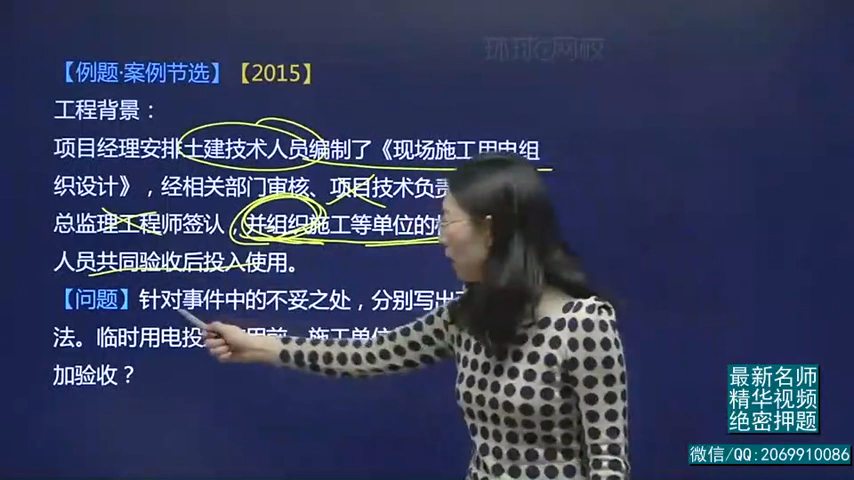 环球网校
【例题·案例节选】【2015】
工程背景：
项目经理安排土建技术人员编制了《现场施工用电组
织设计》，经相关部门审核、项目技术负责
总监理工程师签认，并组织施工等单位的
人员共同验收后投入使用。
【问题】针对事件中的不妥之处，分别写出
法。临时用电投 用前，施工单位
加验收？
最新名师
精华视频
绝密押题
微信/QQ:2069910086